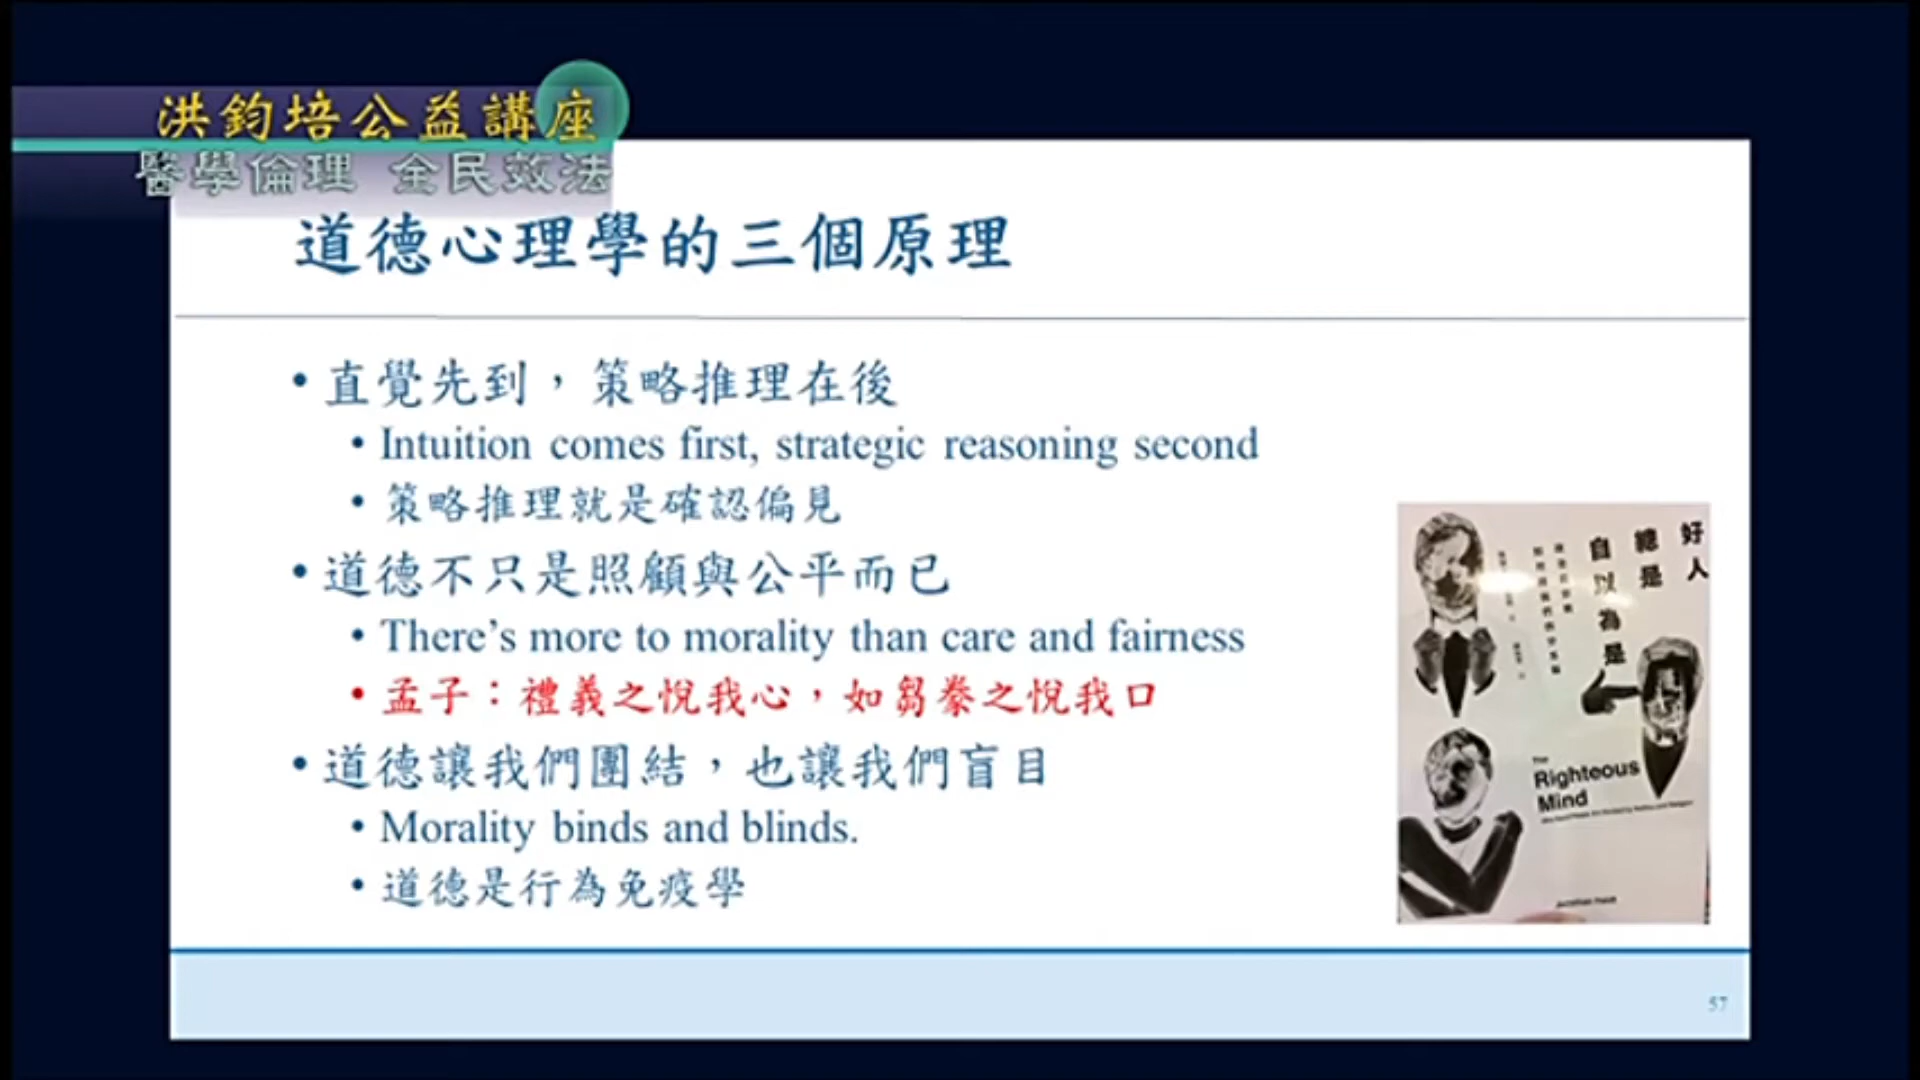 洪鈞培公益講座
醫學倫理 全民效法
道德心理學的三個原理
• 直覺先到，策略推理在後
• Intuition comes first, strategic reasoning second
• 策略推理就是確認偏見
• 道德不只是照顧與公平而已
• There's more to morality than care and fairness
• 孟子：禮義之悅我心，如芻豢之悅我口
• 道德讓我們團結，也讓我們盲目
• Morality binds and blinds.
• 道德是行為免疫學
好人
總是
自以為是
The
Righteous
Mind
Jonathan Haidt
57